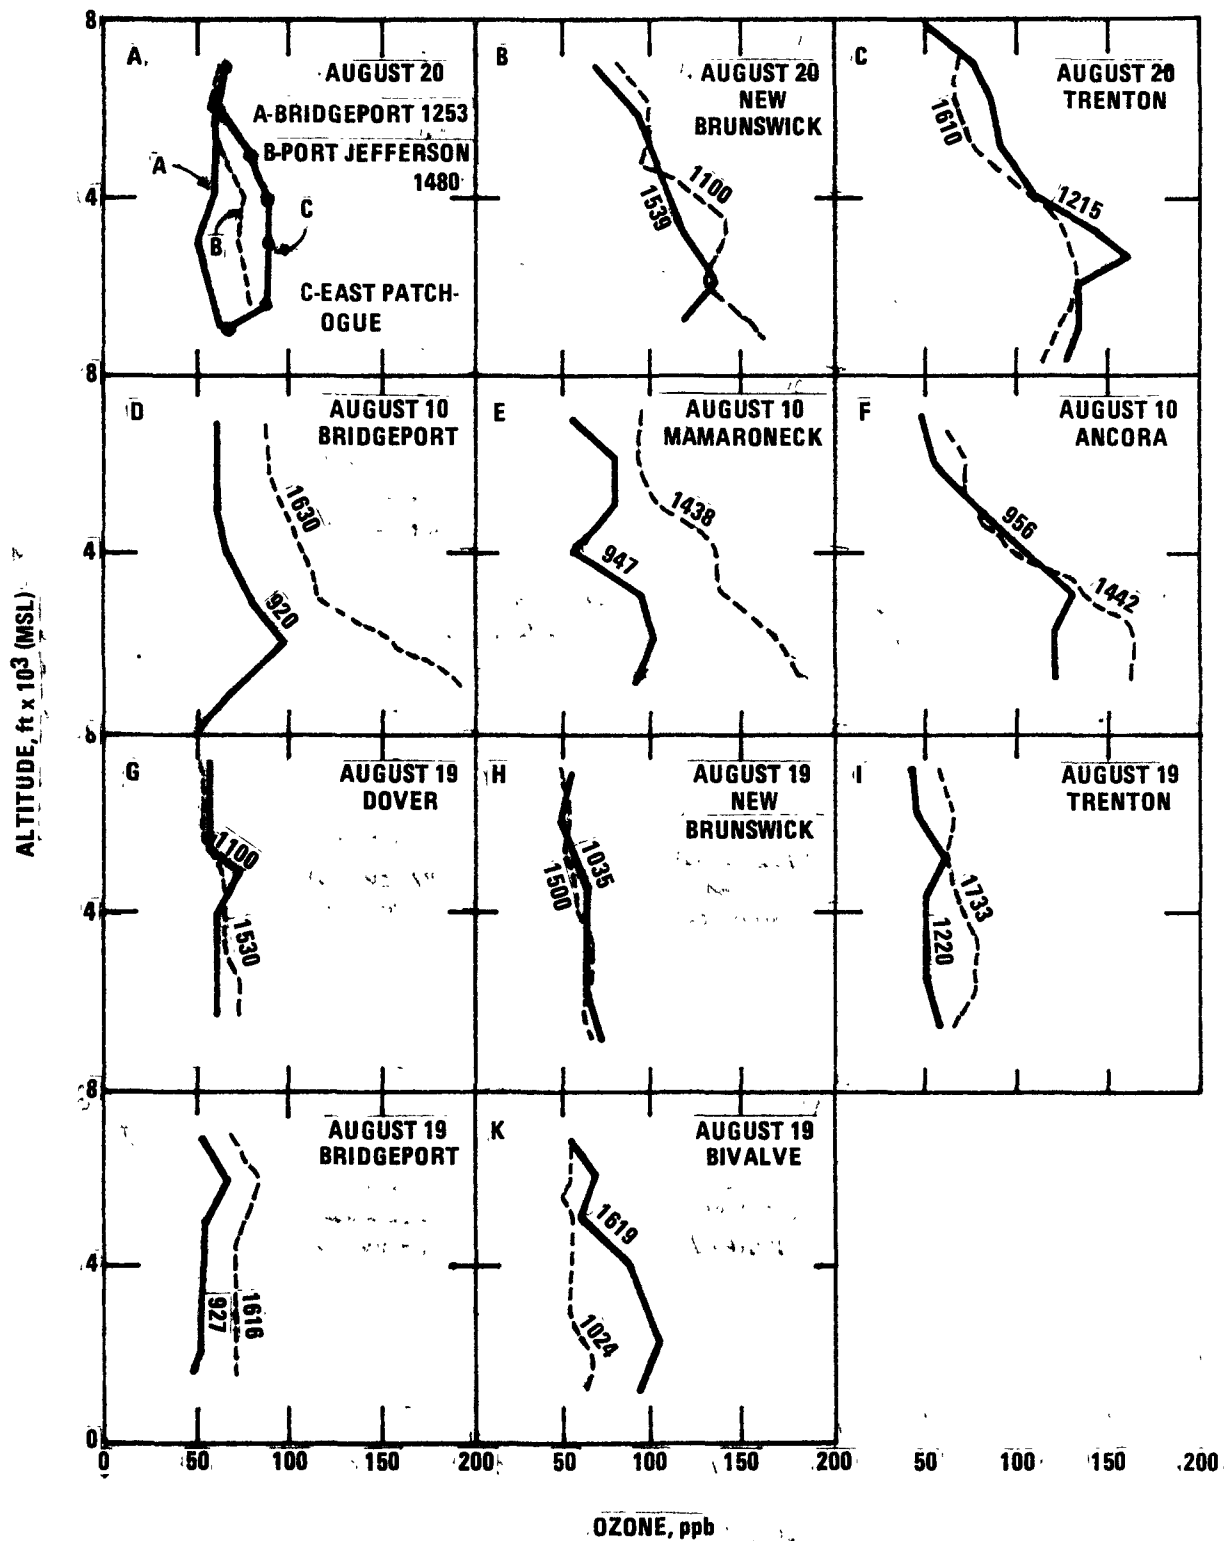 8
A
AUGUST 20
A-BRIDGEPORT 1253
B-PORT JEFFERSON
1480
A
B
C
C-EAST PATCH-
OGUE
4
B
AUGUST 20
NEW
BRUNSWICK
1100
1539
C
AUGUST 20
TRENTON
1610
1215
8
D
AUGUST 10
BRIDGEPORT
1630
920
4
E
AUGUST 10
MAMARONECK
1438
947
F
AUGUST 10
ANCORA
956
1442
8
G
AUGUST 19
DOVER
1100
1530
4
H
AUGUST 19
NEW
BRUNSWICK
1035
1500
I
AUGUST 19
TRENTON
1733
1220
8
AUGUST 19
BRIDGEPORT
1616
927
4
K
AUGUST 19
BIVALVE
1619
1024
0
0 50 100 150 200 50 100 150 200 50 100 150 200
ALTITUDE, ft x 10³ (MSL)
OZONE, ppb